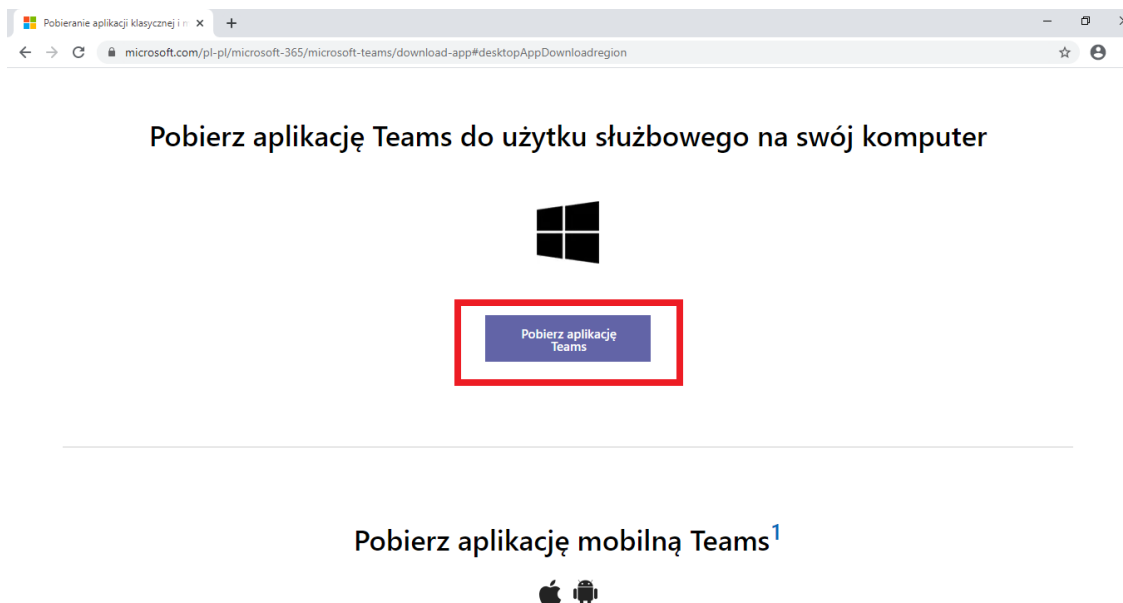 Pobieranie aplikacji klasycznej i m
microsoft.com/pl-pl/microsoft-365/microsoft-teams/download-app#desktopAppDownloadregion
Pobierz aplikację Teams do użytku służbowego na swój komputer
Pobierz aplikację
Teams
Pobierz aplikację mobilną Teams1